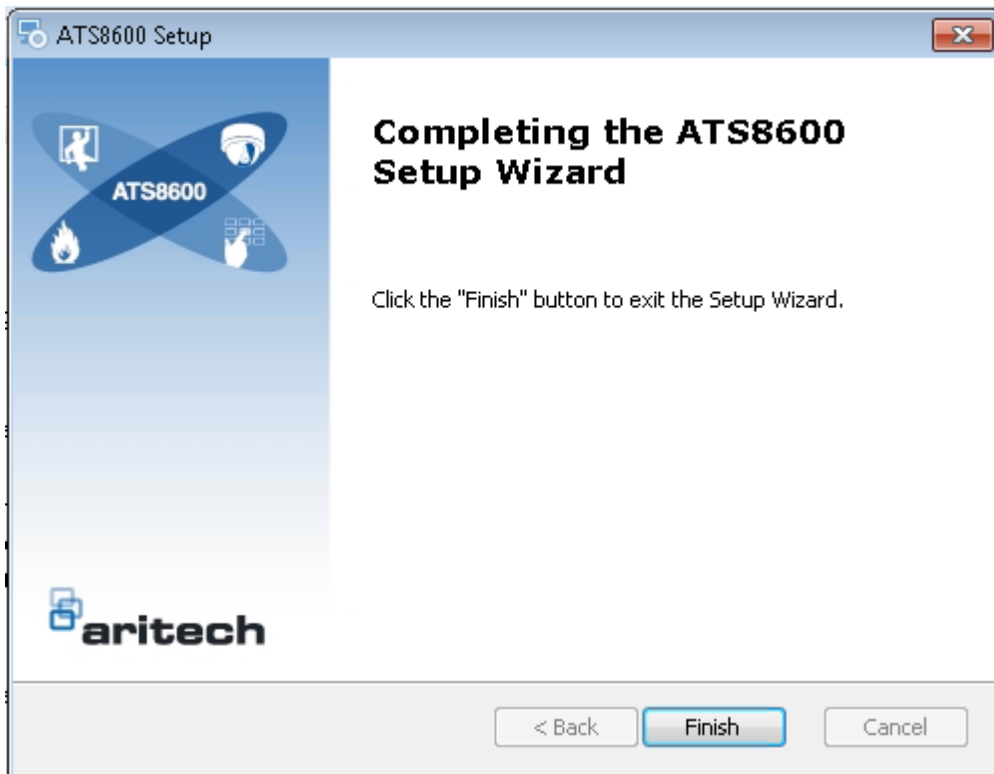 ATS8600 Setup
ATS8600
Completing the ATS8600
Setup Wizard
Click the "Finish" button to exit the Setup Wizard.
aritech
< Back
Finish
Cancel